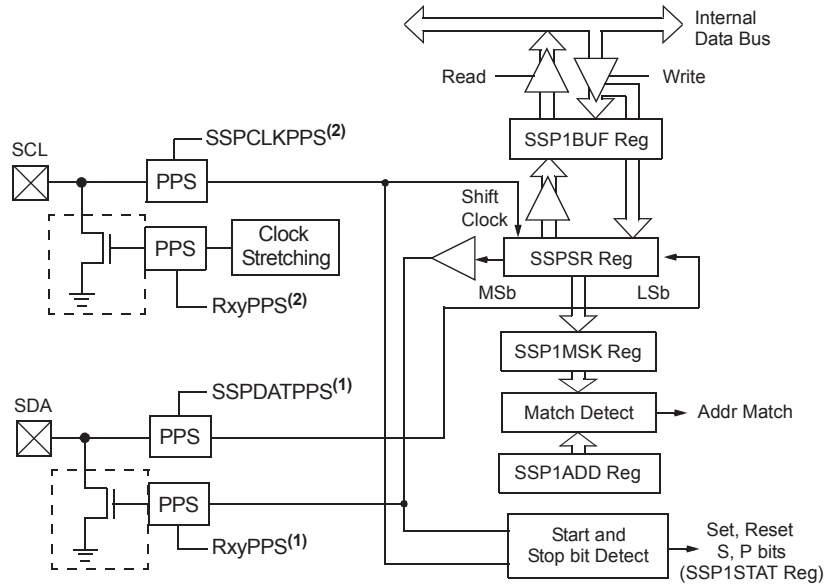 Internal
Data Bus
Read
Write
SSP1BUF Reg
SSPCLKPPS(2)
SCL
PPS
Shift
Clock
PPS
Clock
Stretching
SSPSR Reg
MSb
LSb
RxyPPS(2)
SSP1MSK Reg
SSPDATPPS(1)
SDA
PPS
Match Detect
Addr Match
SSP1ADD Reg
PPS
RxyPPS(1)
Start and
Stop bit Detect
Set, Reset
S, P bits
(SSP1STAT Reg)